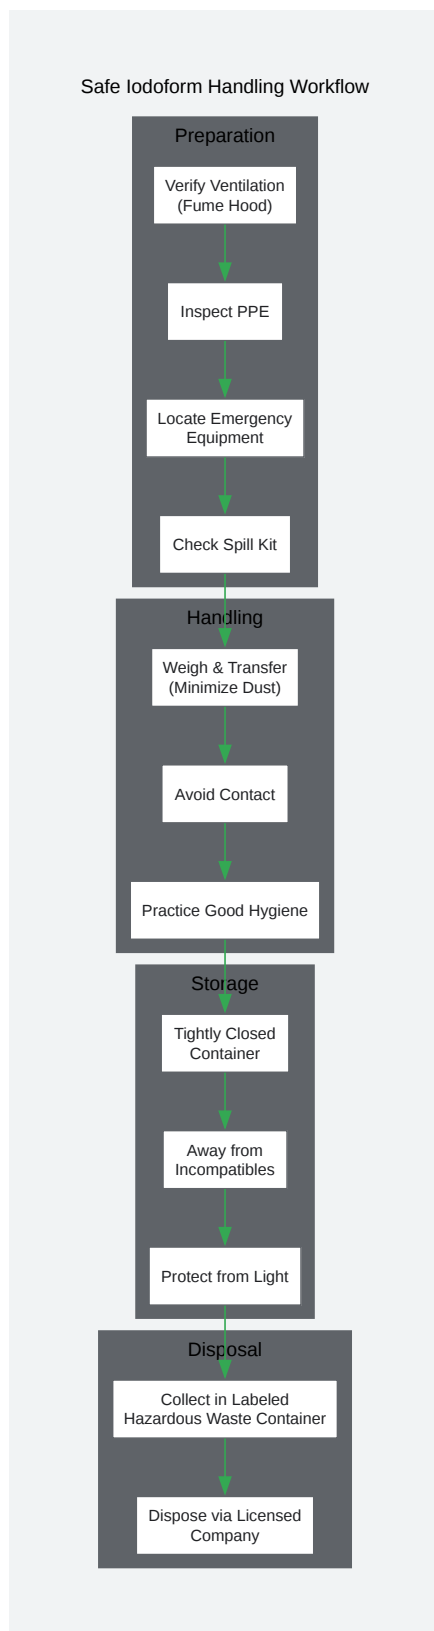 Safe Iodoform Handling Workflow
Preparation
Verify Ventilation
(Fume Hood)
Inspect PPE
Locate Emergency
Equipment
Check Spill Kit
Handling
Weigh & Transfer
(Minimize Dust)
Avoid Contact
Practice Good Hygiene
Storage
Tightly Closed
Container
Away from
Incompatibles
Protect from Light
Disposal
Collect in Labeled
Hazardous Waste Container
Dispose via Licensed
Company